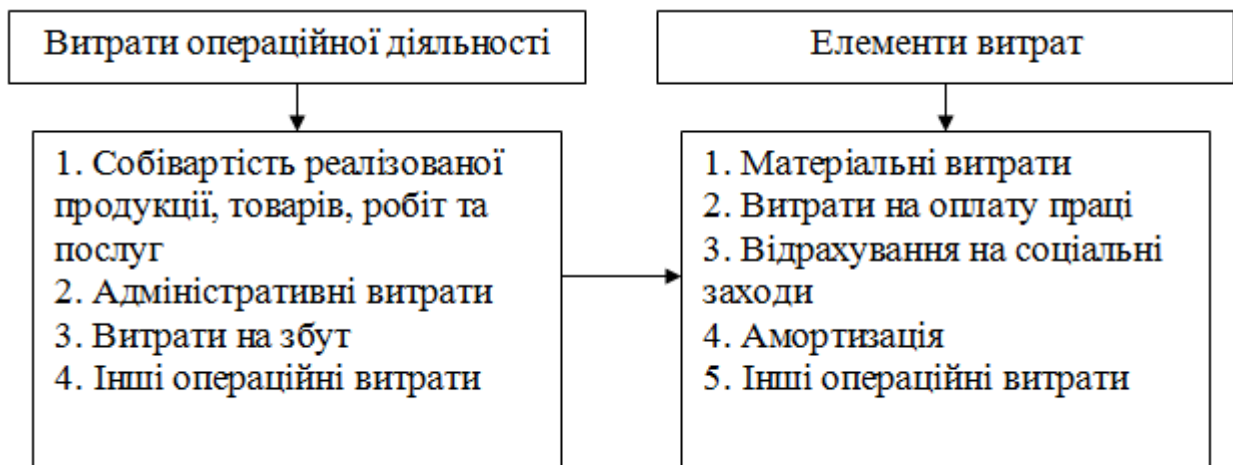 Витрати операційної діяльності
Елементи витрат
1. Собівартість реалізованої
продукції, товарів, робіт та
послуг
2. Адміністративні витрати
3. Витрати на збут
4. Інші операційні витрати
1. Матеріальні витрати
2. Витрати на оплату праці
3. Відрахування на соціальні
заходи
4. Амортизація
5. Інші операційні витрати